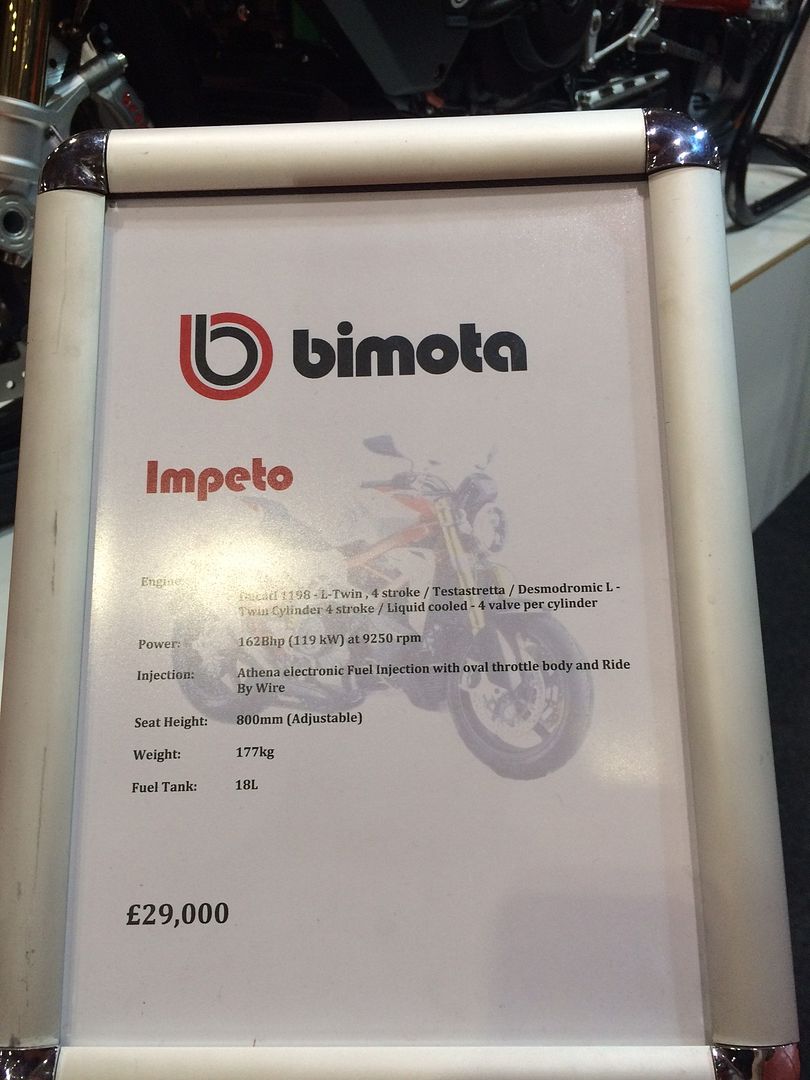 bimota
Impeto
Engine
Ducati 1198 - L-Twin , 4 stroke / Testastretta / Desmodromic L -
Twin Cylinder 4 stroke / Liquid cooled - 4 valve per cylinder
Power: 162Bhp (119 kW) at 9250 rpm
Injection: Athena electronic Fuel Injection with oval throttle body and Ride
By Wire
Seat Height: 800mm (Adjustable)
Weight: 177kg
Fuel Tank: 18L
£29,000